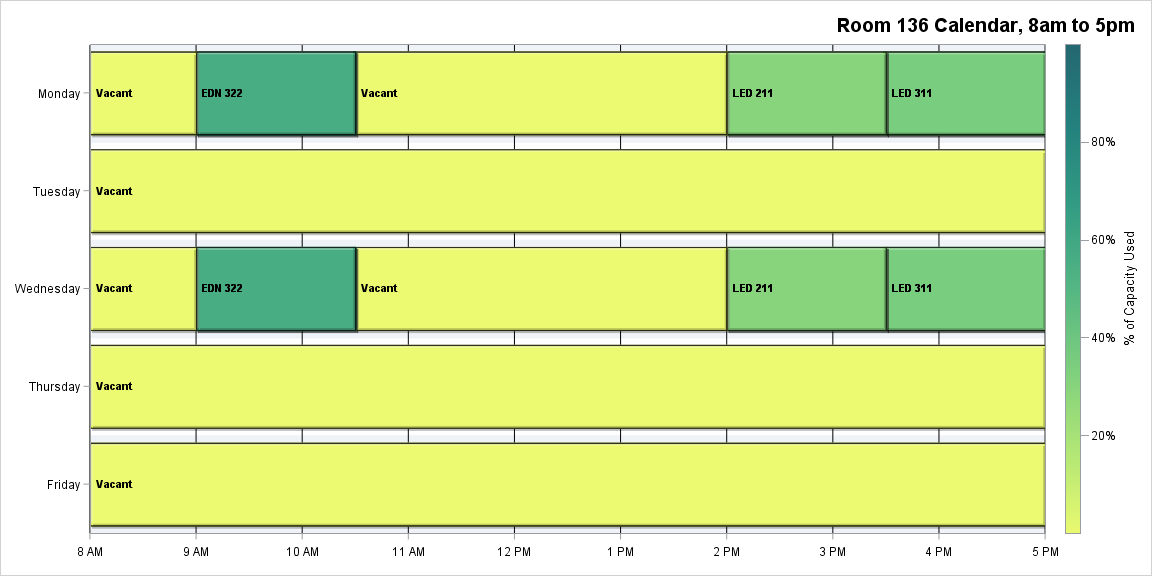 Room 136 Calendar, 8am to 5pm
Monday
Vacant
EDN 322
Vacant
LED 211
LED 311
Tuesday
Vacant
Wednesday
Vacant
EDN 322
Vacant
LED 211
LED 311
Thursday
Vacant
Friday
Vacant
8 AM
9 AM
10 AM
11 AM
12 PM
1 PM
2 PM
3 PM
4 PM
5 PM
80%
60%
40%
20%
% of Capacity Used